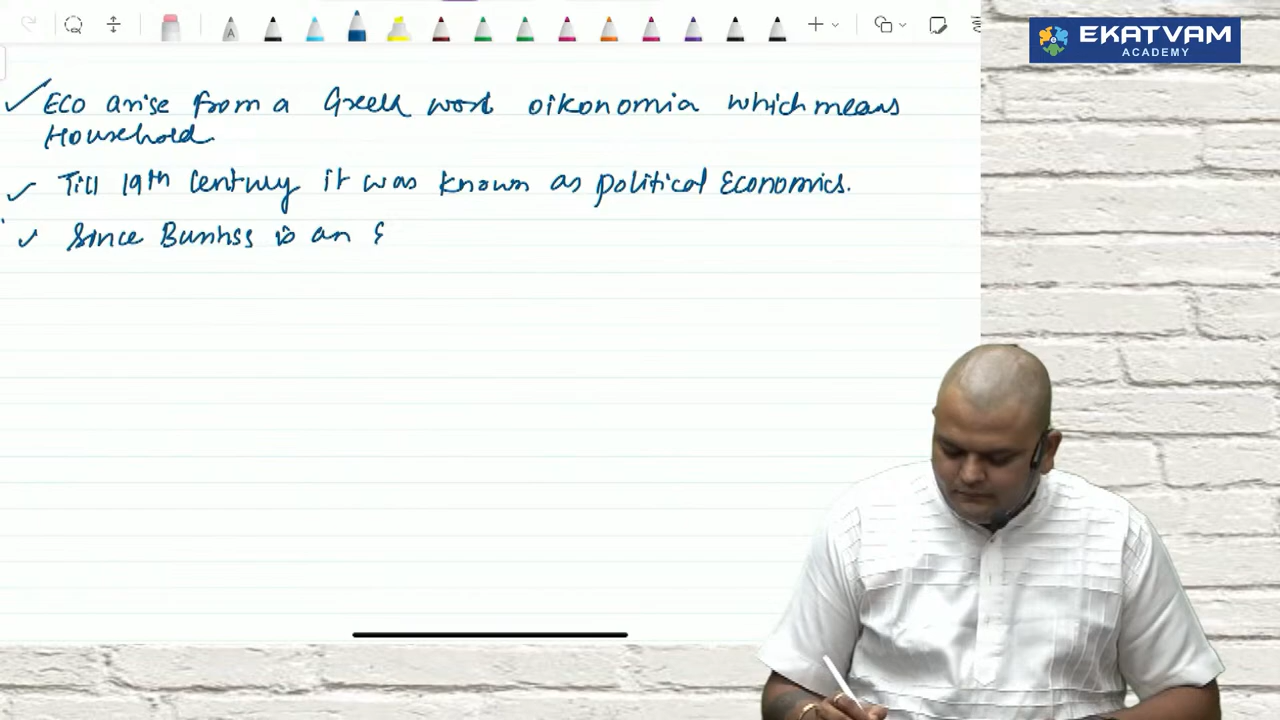 EKATVAM
ACADEMY
Eco arise from a Greek word oikonomia which means
Household
Till 19th Century it was known as political Economics.
Since Business is an E